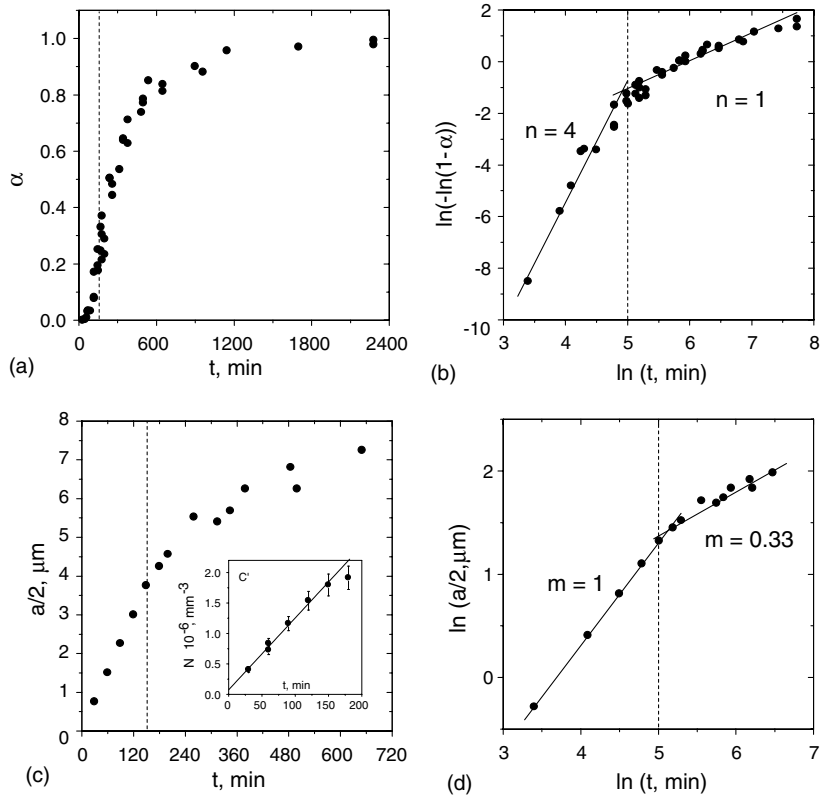 1.0
0.8
0.6
0.4
0.2
0.0
α
0 600 1200 1800 2400
t, min
(a)
2
0
-2
-4
-6
-8
-10
ln(-ln(1-α))
n = 4
n = 1
3 4 5 6 7 8
ln (t, min)
(b)
8
7
6
5
4
3
2
1
0
a/2, μm
C'
2.0
1.5
1.0
0.5
0.0
N 10⁻⁶, mm⁻³
t, min
0 50 100 150 200
0 120 240 360 480 600 720
t, min
(c)
2
1
0
ln (a/2,μm)
m = 1
m = 0.33
3 4 5 6 7
ln (t, min)
(d)